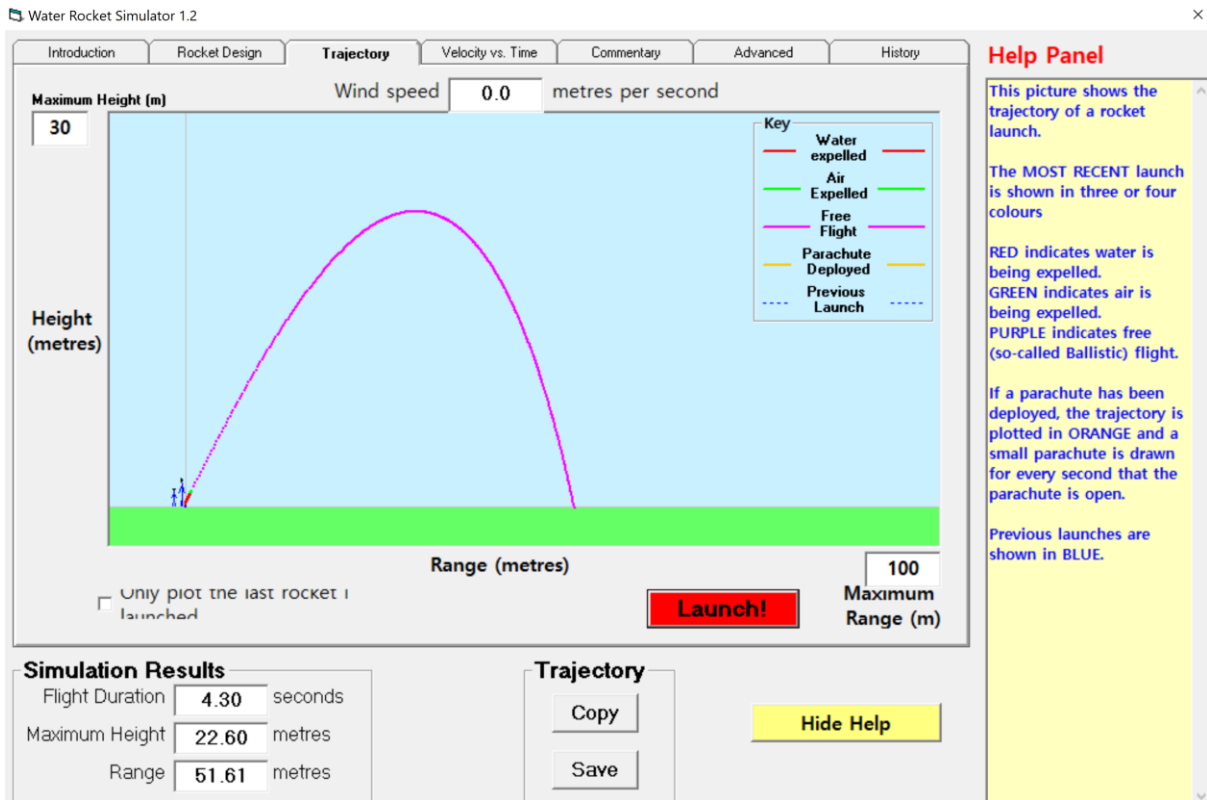 Water Rocket Simulator 1.2
Introduction
Rocket Design
Trajectory
Velocity vs. Time
Commentary
Advanced
History
Wind speed 0.0 metres per second
Maximum Height (m)
30
Key
Water
expelled
Air
Expelled
Free
Flight
Parachute
Deployed
Previous
Launch
Height
(metres)
Range (metres)
100
Maximum
Range (m)
Only plot the last rocket I
launched
Launch!
Simulation Results
Flight Duration 4.30 seconds
Maximum Height 22.60 metres
Range 51.61 metres
Trajectory
Copy
Save
Hide Help
Help Panel
This picture shows the
trajectory of a rocket
launch.
The MOST RECENT launch
is shown in three or four
colours
RED indicates water is
being expelled.
GREEN indicates air is
being expelled.
PURPLE indicates free
(so-called Ballistic) flight.
If a parachute has been
deployed, the trajectory is
plotted in ORANGE and a
small parachute is drawn
for every second that the
parachute is open.
Previous launches are
shown in BLUE.